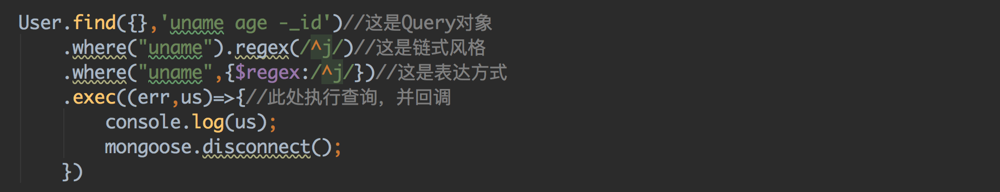 User.find({},'uname age -_id')//这是Query对象
.where("uname").regex(/^j/)//这是链式风格
.where("uname",{$regex:/^j/})//这是表达方式
.exec((err,us)=>{//此处执行查询，并回调
console.log(us);
mongoose.disconnect();
})